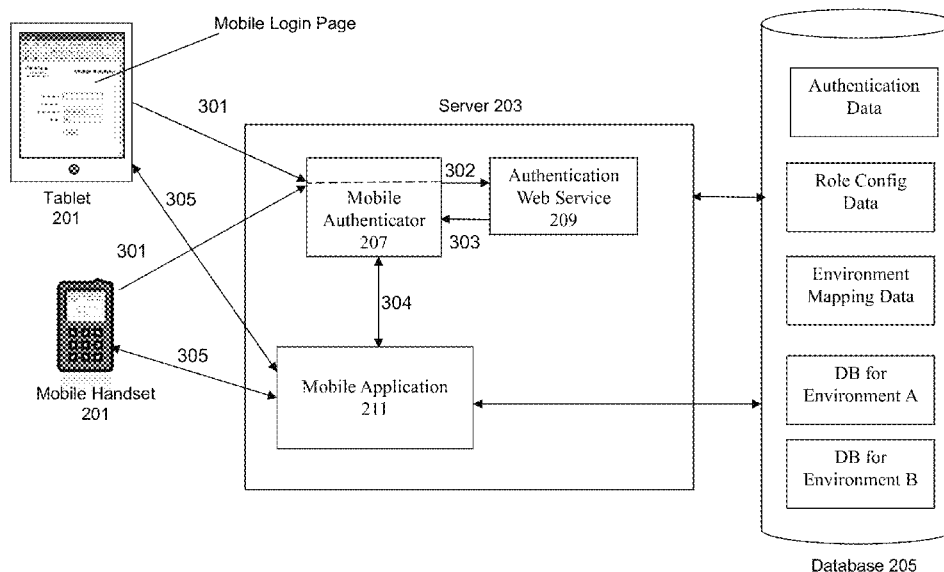 Mobile Login Page
301
Server 203
Tablet
201
305
301
Mobile Handset
201
305
302
Mobile
Authenticator
207
303
Authentication
Web Service
209
304
Mobile Application
211
Authentication
Data
Role Config
Data
Environment
Mapping Data
DB for
Environment A
DB for
Environment B
Database 205